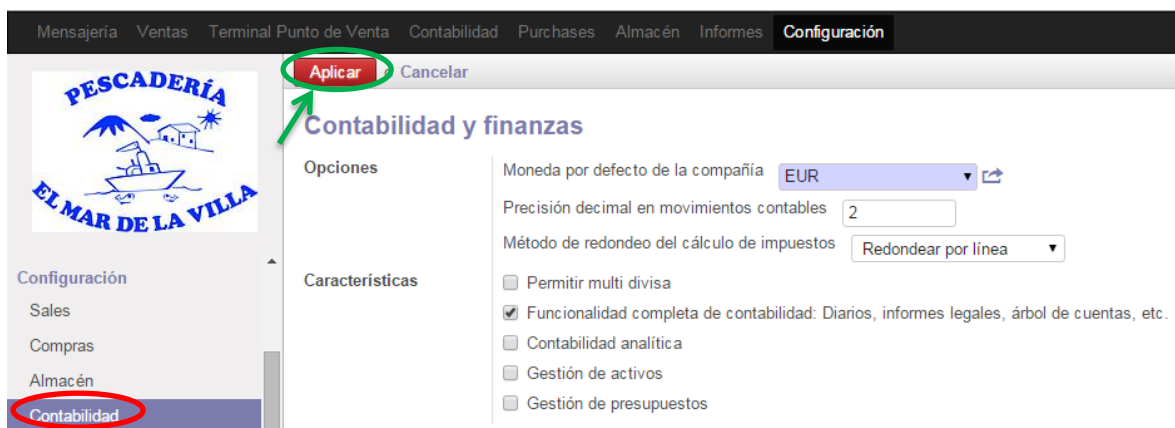 Mensajería Ventas Terminal Punto de Venta Contabilidad Purchases Almacén Informes Configuración
Aplicar o Cancelar
PESCADERÍA
EL MAR DE LA VILLA
Contabilidad y finanzas
Opciones
Moneda por defecto de la compañía EUR
Precisión decimal en movimientos contables 2
Método de redondeo del cálculo de impuestos Redondear por línea
Características
Permitir multi divisa
Funcionalidad completa de contabilidad: Diarios, informes legales, árbol de cuentas, etc.
Contabilidad analítica
Gestión de activos
Gestión de presupuestos
Configuración
Sales
Compras
Almacén
Contabilidad